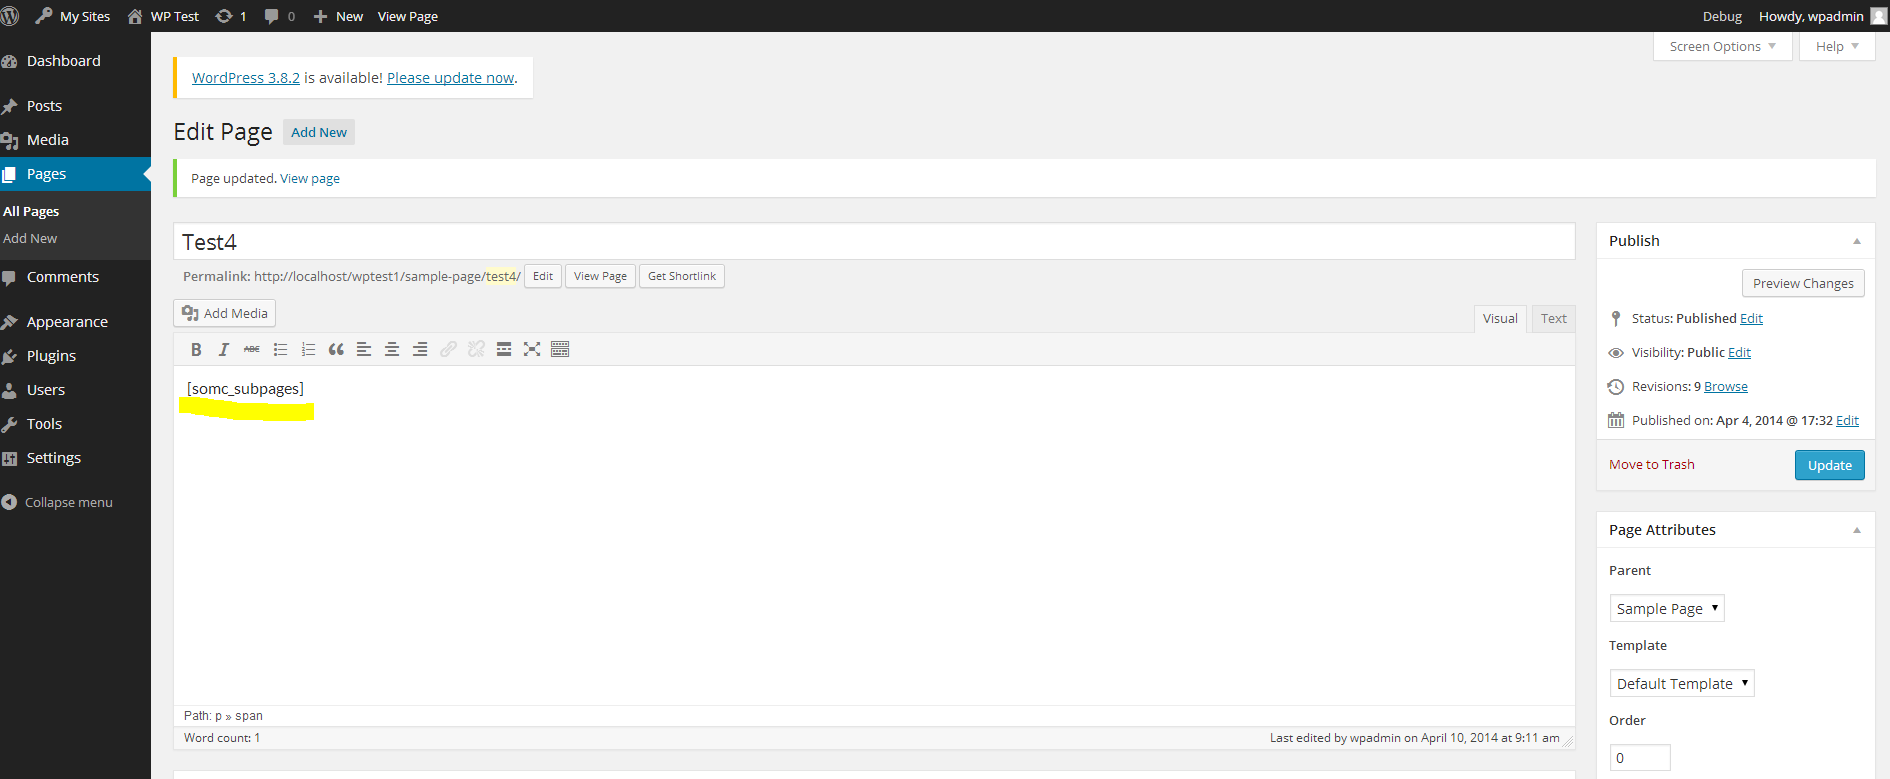 My Sites WP Test 1 0 New View Page Debug Howdy, wpadmin
Screen Options Help
Dashboard
Posts
Media
Pages
All Pages
Add New
Comments
Appearance
Plugins
Users
Tools
Settings
Collapse menu
WordPress 3.8.2 is available! Please update now.
Edit Page Add New
Page updated. View page
Test4
Permalink: http://localhost/wptest1/sample-page/test4/ Edit View Page Get Shortlink
Add Media
Visual Text
B I ABC
[somc_subpages]
Path: p » span
Word count: 1
Last edited by wpadmin on April 10, 2014 at 9:11 am
Publish
Preview Changes
Status: Published Edit
Visibility: Public Edit
Revisions: 9 Browse
Published on: Apr 4, 2014 @ 17:32 Edit
Move to Trash Update
Page Attributes
Parent
Sample Page
Template
Default Template
Order
0